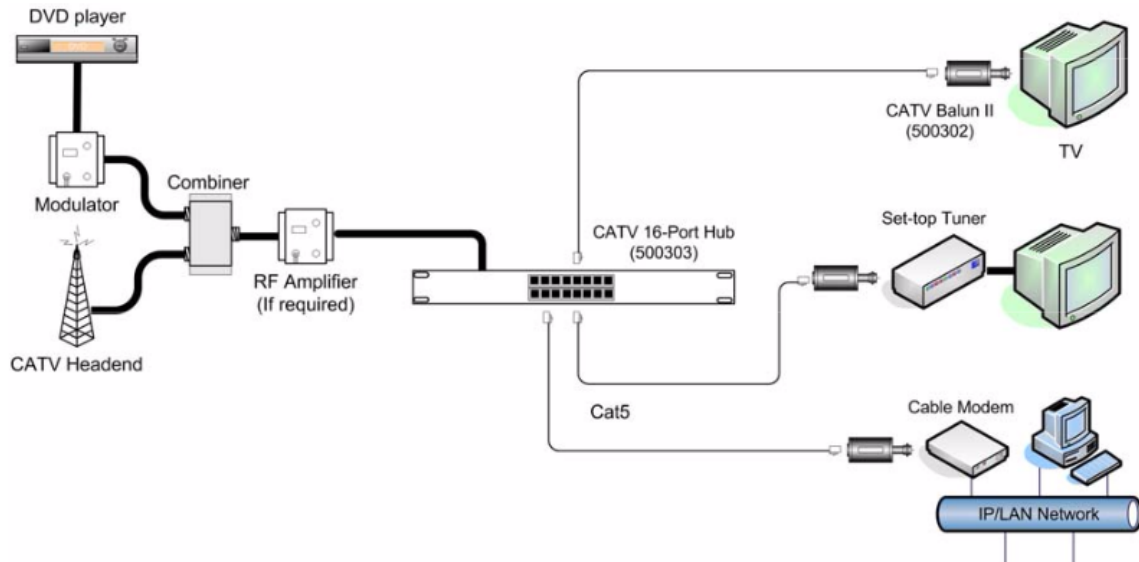 DVD player
DVD
Modulator
Combiner
CATV Headend
RF Amplifier
(If required)
CATV 16-Port Hub
(500303)
Cat5
CATV Balun II
(500302)
TV
Set-top Tuner
Cable Modem
IP/LAN Network